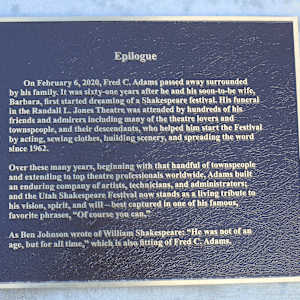 Epilogue
On February 6, 2020, Fred C. Adams passed away surrounded
by his family. It was sixty-one years after he and his soon-to-be wife,
Barbara, first started dreaming of a Shakespeare festival. His funeral
in the Randall L. Jones Theatre was attended by hundreds of his
friends and admirers including many of the theatre lovers and
townspeople, and their descendants, who helped him start the Festival
by acting, sewing clothes, building scenery, and spreading the word
since 1962.
Over these many years, beginning with that handful of townspeople
and extending to top theatre professionals worldwide, Adams built
an enduring company of artists, technicians, and administrators;
and the Utah Shakespeare Festival now stands as a living tribute to
his vision, spirit, and will—best captured in one of his famous,
favorite phrases, "Of course you can."
As Ben Johnson wrote of William Shakespeare: "He was not of an
age, but for all time," which is also fitting of Fred C. Adams.